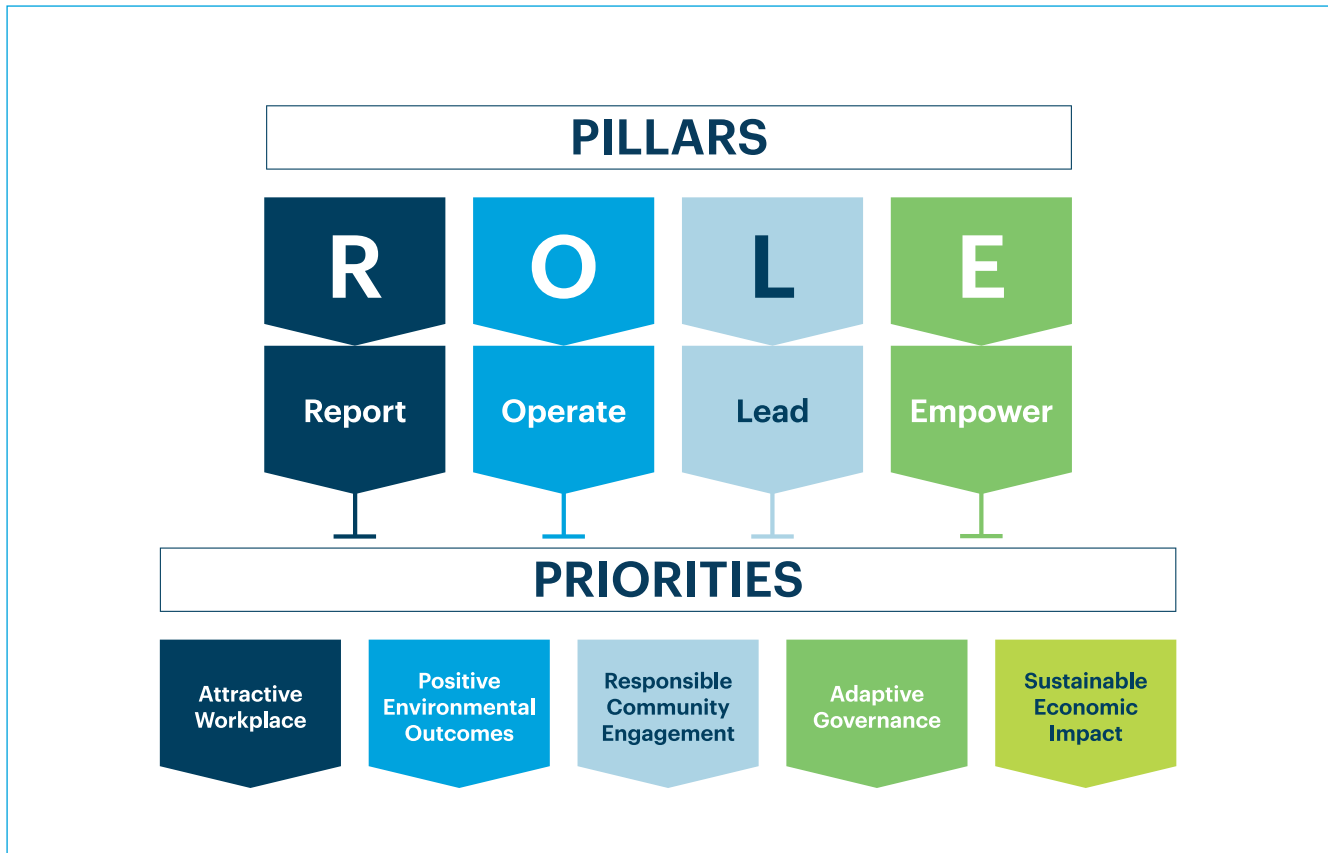 PILLARS
R O L E
Report Operate Lead Empower
PRIORITIES
Attractive
Workplace
Positive
Environmental
Outcomes
Responsible
Community
Engagement
Adaptive
Governance
Sustainable
Economic
Impact